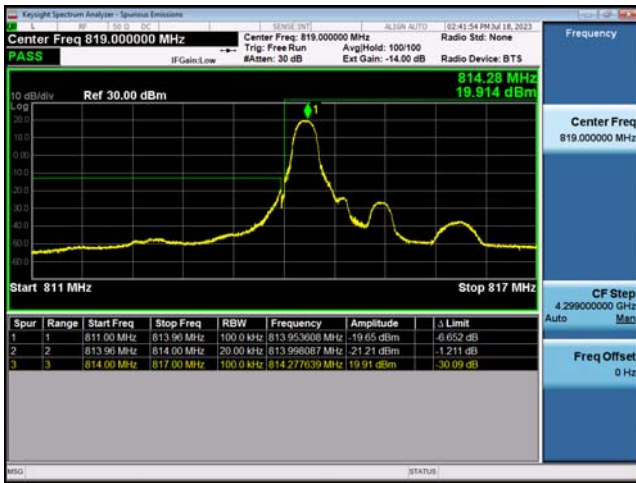 Keysight Spectrum Analyzer - Spurious Emissions
L RF 50 Ω DC SENSE:INT ALIGN AUTO 02:41:54 PM Jul 18, 2023
Center Freq 819.000000 MHz Center Freq: 819.000000 MHz Radio Std: None Frequency
Trig: Free Run Avg|Hold: 100/100
PASS IFGain:Low #Atten: 30 dB Ext Gain: -14.00 dB Radio Device: BTS
814.28 MHz
10 dB/div Ref 30.00 dBm 19.914 dBm
Log
20.0
10.0
0.00
10.0
20.0
30.0
40.0
50.0
60.0
1
Start 811 MHz Stop 817 MHz
Center Freq
819.000000 MHz
CF Step
4.299000000 GHz
Auto Man
Freq Offset
0 Hz
Spur Range Start Freq Stop Freq RBW Frequency Amplitude Δ Limit
1 1 811.00 MHz 813.96 MHz 100.0 kHz 813.953608 MHz -19.65 dBm -6.652 dB
2 2 813.96 MHz 814.00 MHz 20.00 kHz 813.998087 MHz -21.21 dBm -1.211 dB
3 3 814.00 MHz 817.00 MHz 100.0 kHz 814.277639 MHz 19.91 dBm -30.09 dB
MSG STATUS